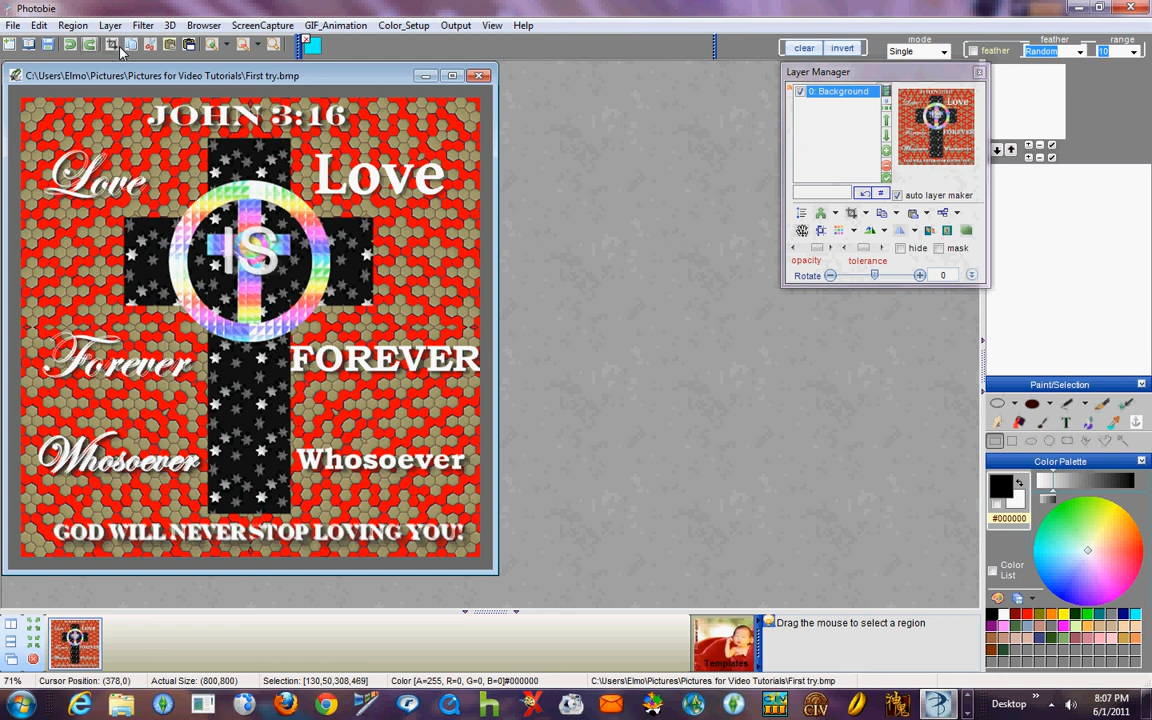 Photobie
File Edit Region Layer Filter 3D Browser ScreenCapture GIF_Animation Color_Setup Output View Help
clear invert mode Single feather feather Random range 10
C:\Users\Elmo\Pictures\Pictures for Video Tutorials\First try.bmp
JOHN 3:16
Love Love
IS
Forever FOREVER
Whosoever Whosoever
GOD WILL NEVER STOP LOVING YOU!
Layer Manager
0: Background
auto layer maker
hide mask
opacity tolerance
Rotate 0
Paint/Selection
Color Palette
#000000
Color List
Templates
Drag the mouse to select a region
71% Cursor Position: (378,0) Actual Size: (800,800) Selection: [130,50,308,469] Color [A=255, R=0, G=0, B=0]#000000 C:\Users\Elmo\Pictures\Pictures for Video Tutorials\First try.bmp
CIV Desktop 8:07 PM
6/1/2011